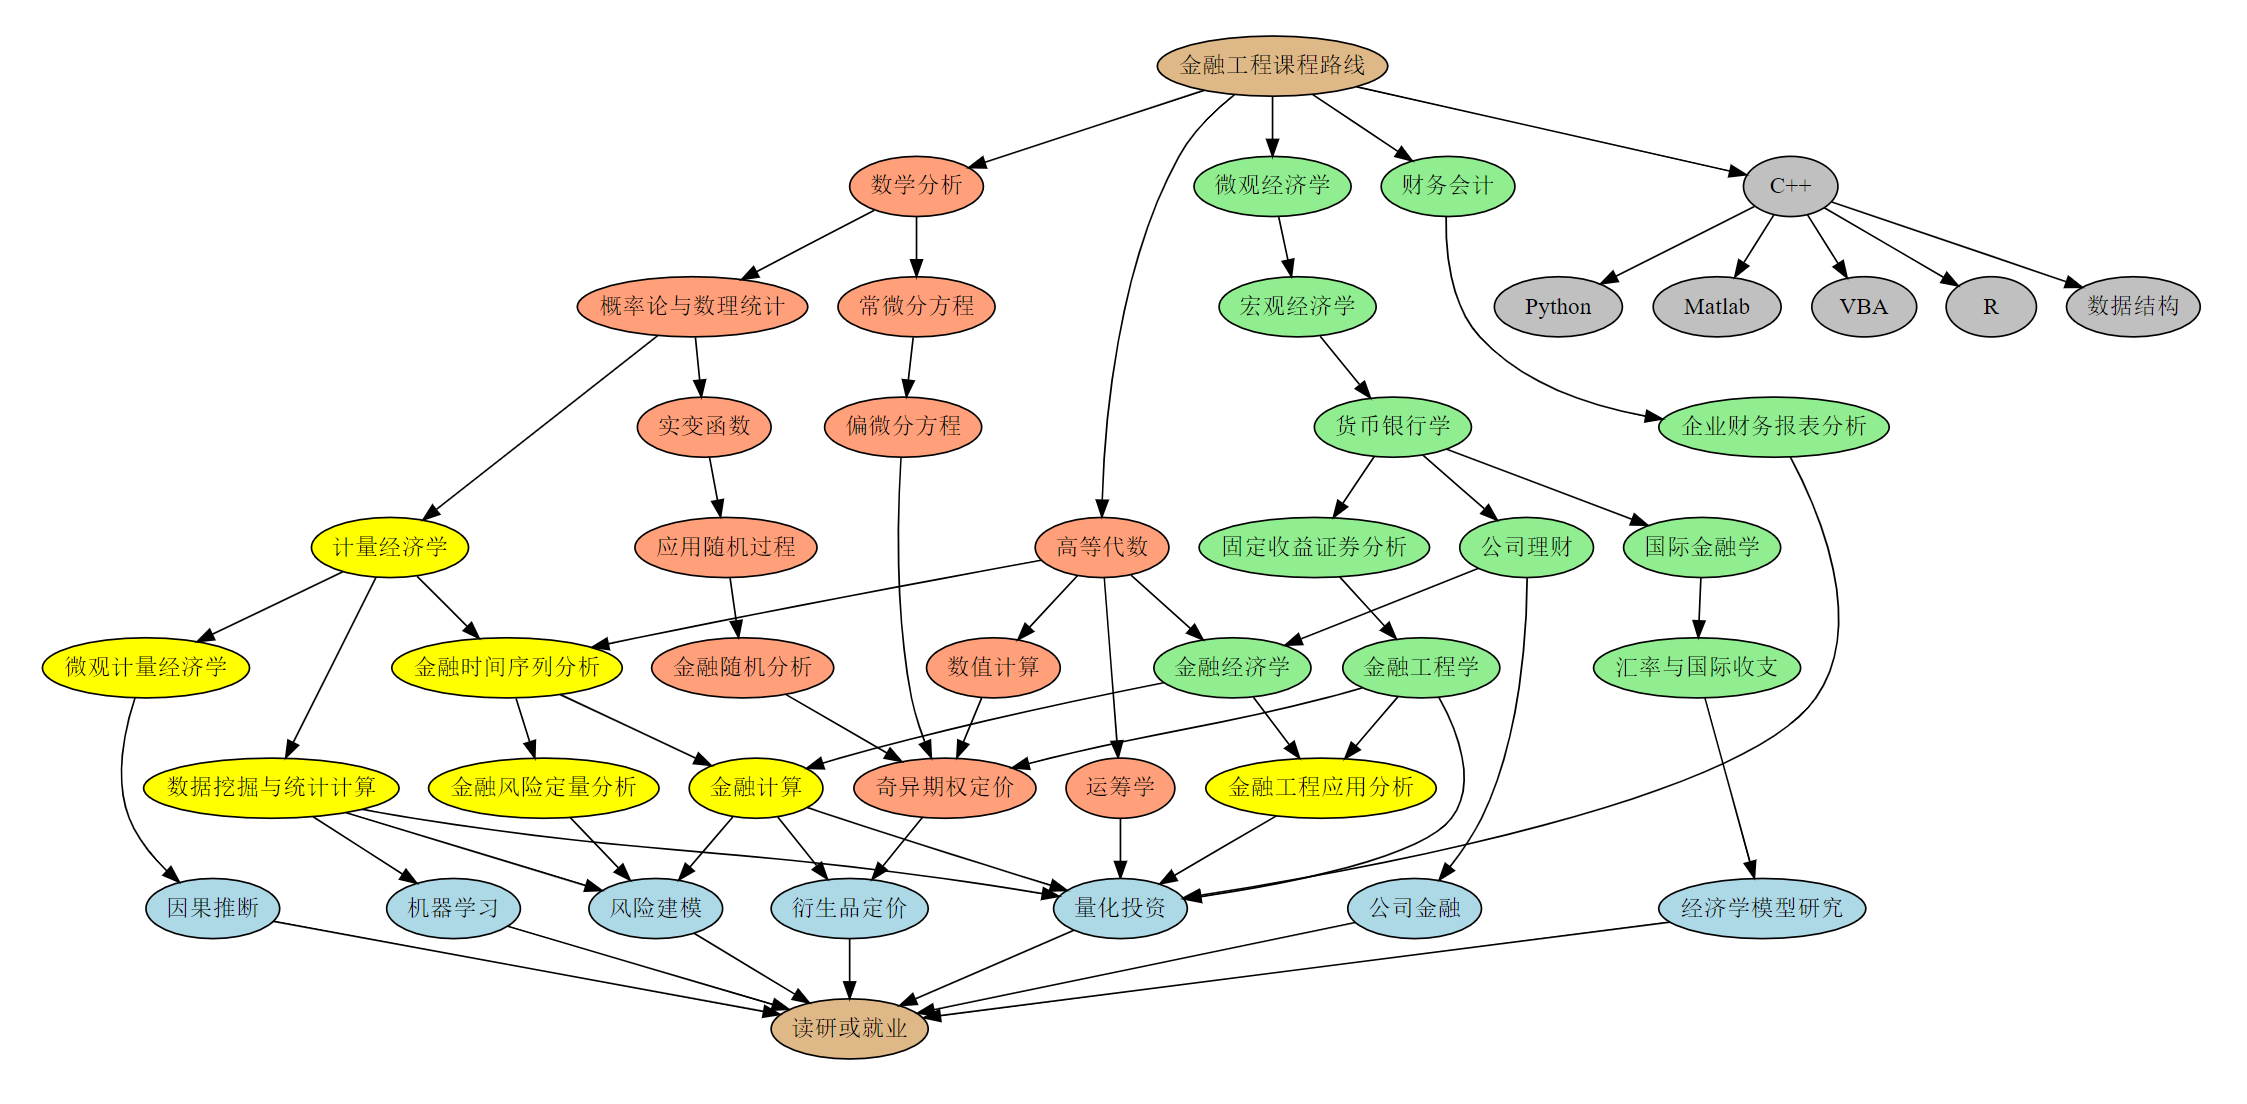 金融工程课程路线
数学分析
微观经济学
财务会计
C++
概率论与数理统计
常微分方程
宏观经济学
Python
Matlab
VBA
R
数据结构
实变函数
偏微分方程
货币银行学
企业财务报表分析
计量经济学
应用随机过程
高等代数
固定收益证券分析
公司理财
国际金融学
微观计量经济学
金融时间序列分析
金融随机分析
数值计算
金融经济学
金融工程学
汇率与国际收支
数据挖掘与统计计算
金融风险定量分析
金融计算
奇异期权定价
运筹学
金融工程应用分析
因果推断
机器学习
风险建模
衍生品定价
量化投资
公司金融
经济学模型研究
读研或就业